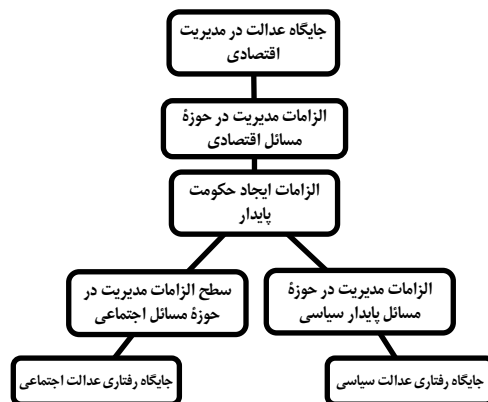 جایگاه عدالت در مدیریت
اقتصادی
الزامات مدیریت در حوزهٔ
مسائل اقتصادی
الزامات ایجاد حکومت
پایدار
الزامات مدیریت در حوزهٔ
مسائل پایدار سیاسی
سطح الزامات مدیریت در
حوزهٔ مسائل اجتماعی
جایگاه رفتاری عدالت سیاسی
جایگاه رفتاری عدالت اجتماعی